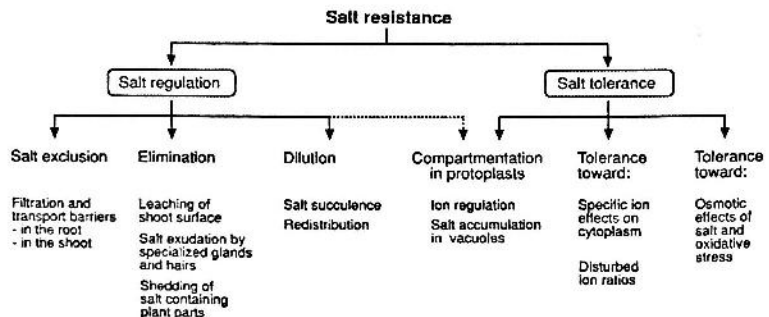 Salt resistance
Salt regulation
Salt tolerance
Salt exclusion
Filtration and
transport barriers
- in the root
- in the shoot
Elimination
Leaching of
shoot surface
Salt exudation by
specialized glands
and hairs
Shedding of
salt containing
plant parts
Dilution
Salt succulence
Redistribution
Compartmentation
in protoplasts
Ion regulation
Salt accumulation
in vacuoles
Tolerance
toward:
Specific ion
effects on
cytoplasm
Disturbed
ion ratios
Tolerance
toward:
Osmotic
effects of
salt and
oxidative
stress